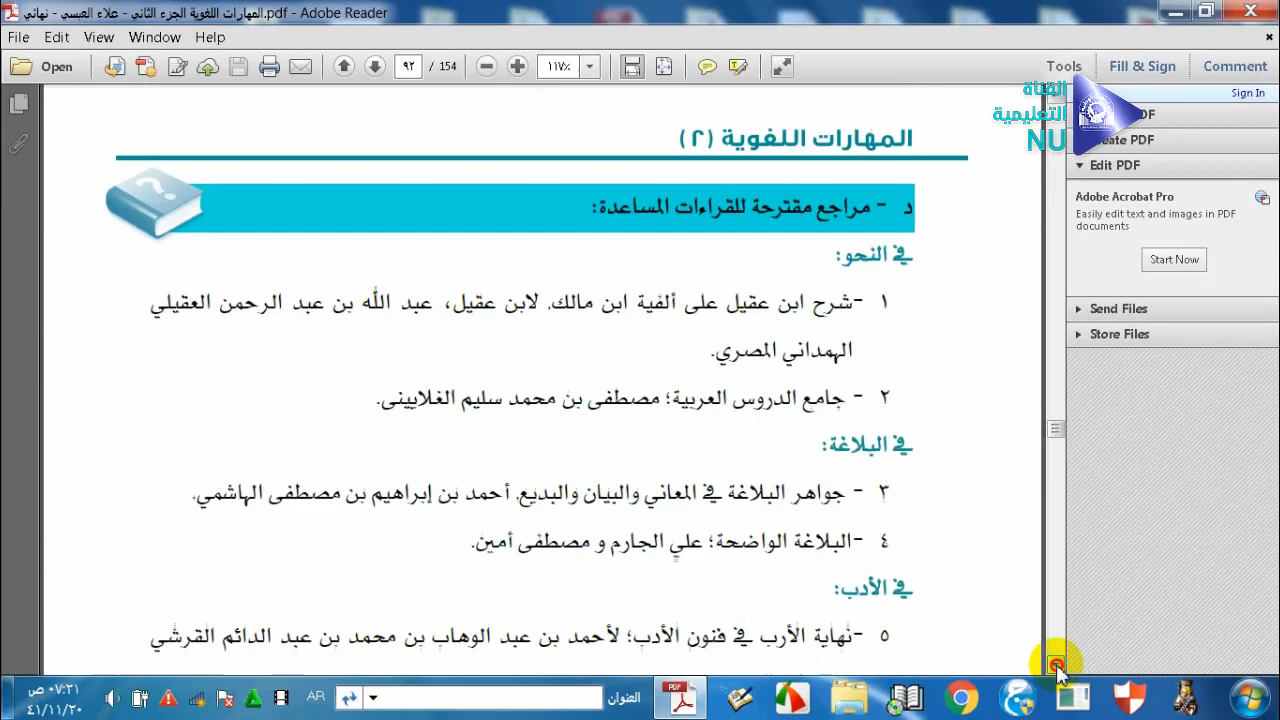 المهارات اللغوية الجزء الثاني - علاء العبسي - نهائي.pdf - Adobe Reader
File Edit View Window Help
Open ٩٢ / 154 ١١٧٪ Tools Fill & Sign Comment
Sign In
القناة
التعليمية
NU
PDF
eate PDF
Edit PDF
Adobe Acrobat Pro
Easily edit text and images in PDF
documents
Start Now
Send Files
Store Files
المهارات اللغوية (٢)
د - مراجع مقترحة للقراءات المساعدة:
في النحو:
١ -شرح ابن عقيل على ألفية ابن مالك, لابن عقيل، عبد الله بن عبد الرحمن العقيلي
الهمداني المصري.
٢ - جامع الدروس العربية؛ مصطفى بن محمد سليم الغلايينى.
في البلاغة:
٣ - جواهر البلاغة في المعاني والبيان والبديع, أحمد بن إبراهيم بن مصطفى الهاشمي.
٤ -البلاغة الواضحة؛ علي الجارم و مصطفى أمين.
في الأدب:
٥ -نهاية الأرب في فنون الأدب؛ لأحمد بن عبد الوهاب بن محمد بن عبد الدائم القرشي
٠٧:٢١ ص
٤١/١١/٢٠
AR
العنوان
PDF